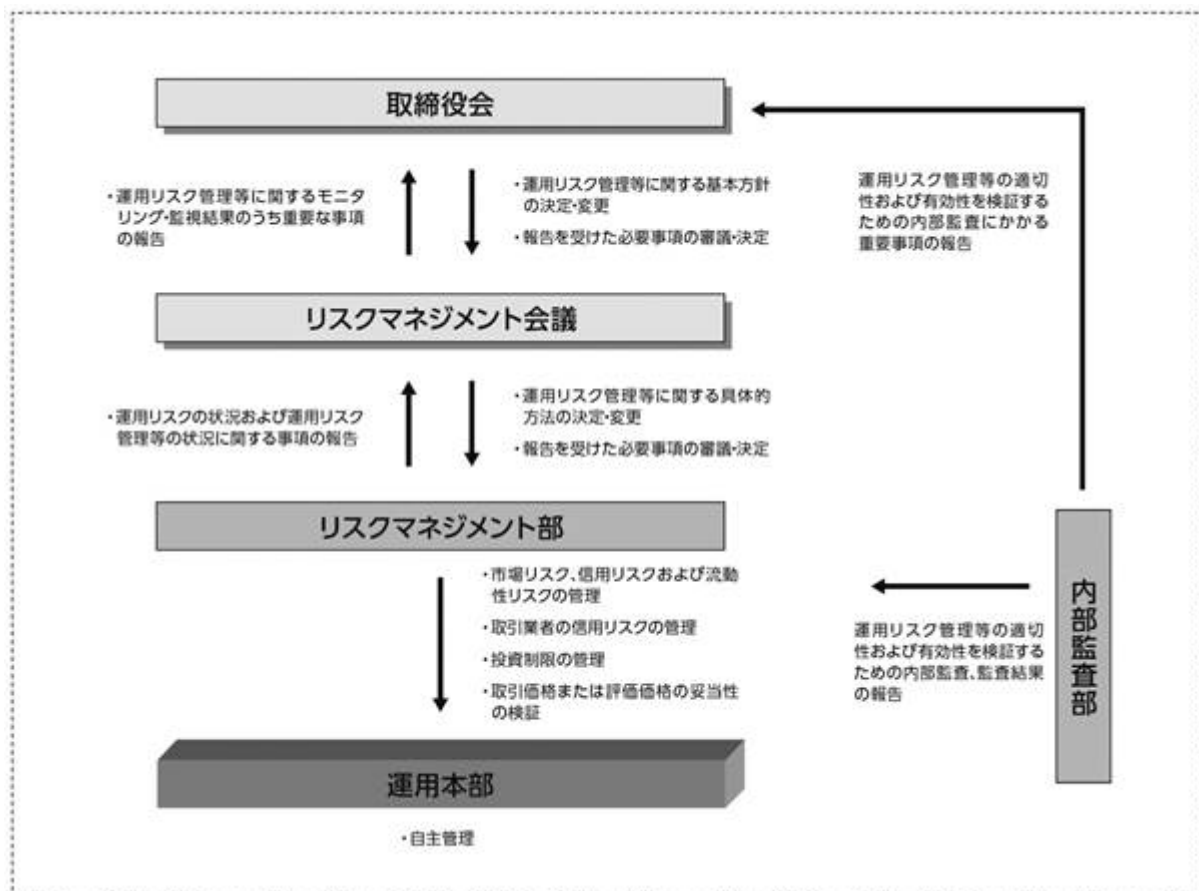 取締役会
・運用リスク管理等に関するモニタ
リング・監視結果のうち重要な事項
の報告
・運用リスク管理等に関する基本方針
の決定・変更
・報告を受けた必要事項の審議・決定
運用リスク管理等の適切
性および有効性を検証する
ための内部監査にかかる
重要事項の報告
リスクマネジメント会議
・運用リスクの状況および運用リスク
管理等の状況に関する事項の報告
・運用リスク管理等に関する具体的
方法の決定・変更
・報告を受けた必要事項の審議・決定
リスクマネジメント部
・市場リスク、信用リスクおよび流動
性リスクの管理
・取引業者の信用リスクの管理
・投資制限の管理
・取引価格または評価価格の妥当性
の検証
運用リスク管理等の適切
性および有効性を検証する
ための内部監査、監査結果
の報告
内部監査部
運用本部
・自主管理